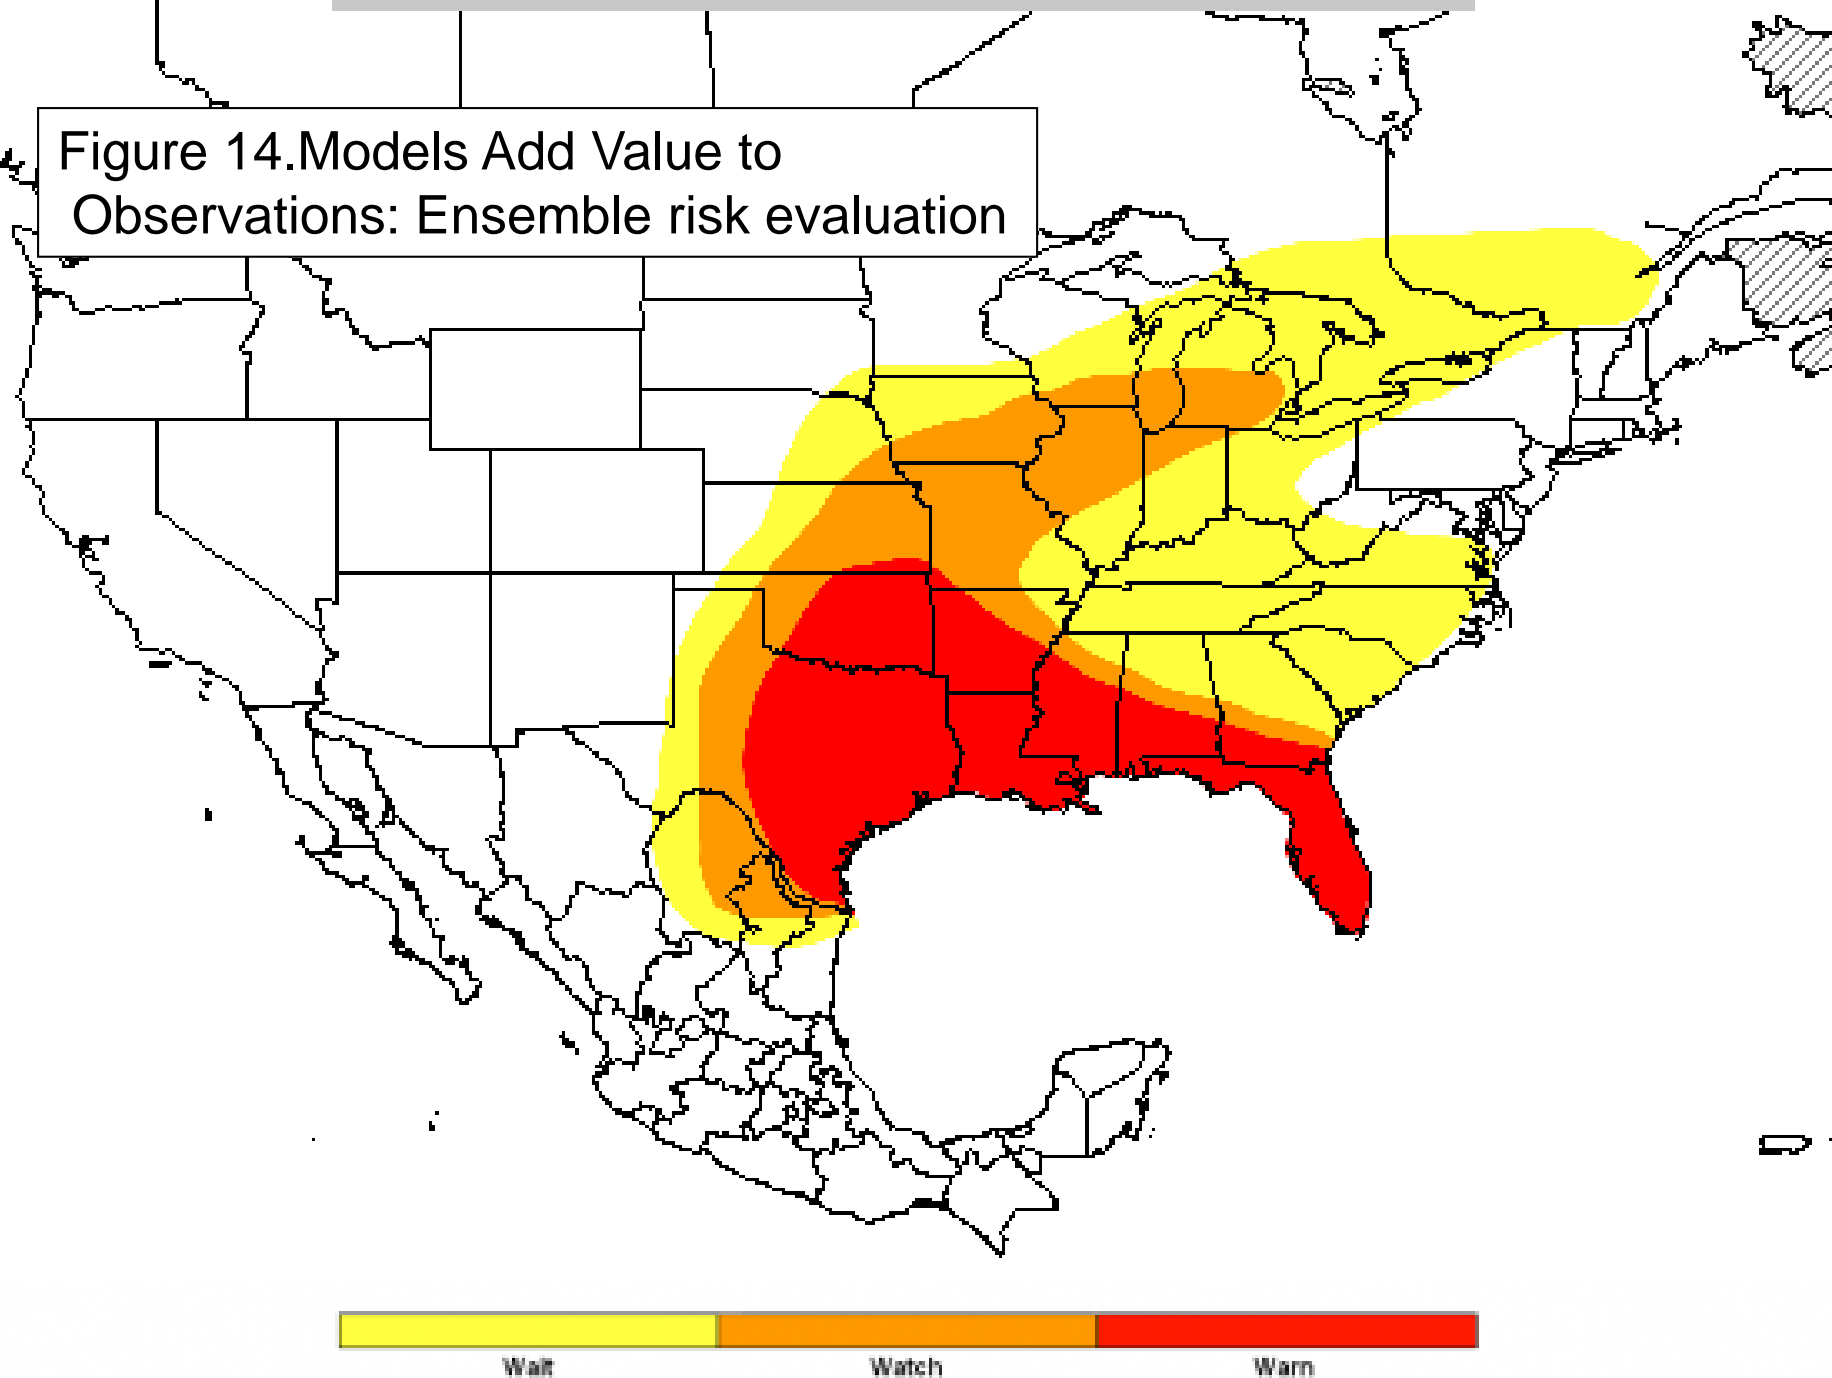 Figure 14.Models Add Value to
Observations: Ensemble risk evaluation
Wait Watch Warn